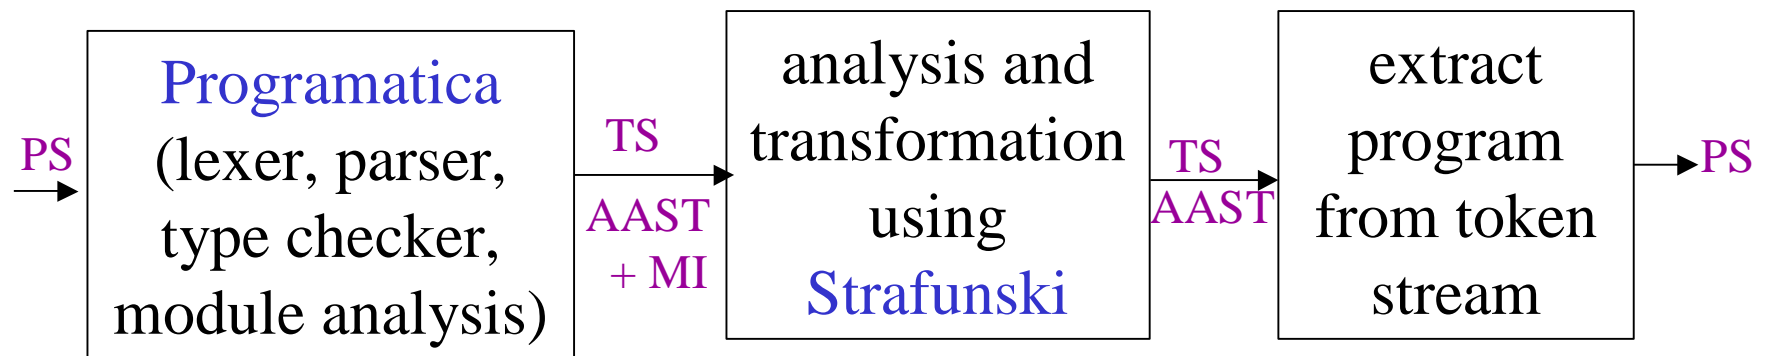 PS
Programatica
(lexer, parser,
type checker,
module analysis)
TS
AAST
+ MI
analysis and
transformation
using
Strafunski
TS
AAST
extract
program
from token
stream
PS